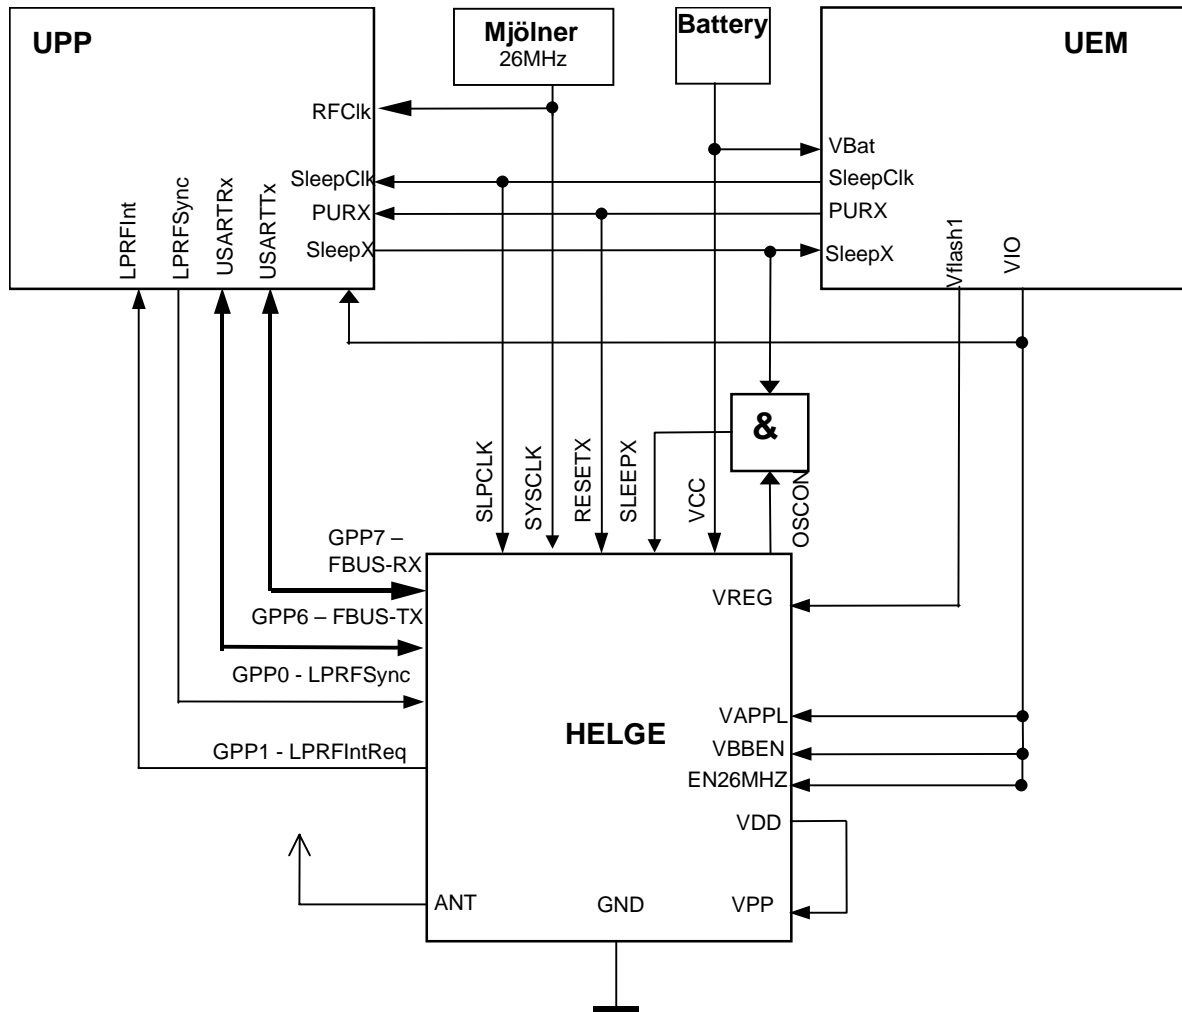 UPP
Mjölner
26MHz
Battery
UEM
RFClk
SleepClk
PURX
SleepX
LPRFInt
LPRFSync
USARTRx
USARTTx
VBat
SleepClk
PURX
SleepX
Vflash1
VIO
&
SLPCLK
SYSCLK
RESETX
SLEEPX
VCC
OSCON
GPP7 –
FBUS-RX
GPP6 – FBUS-TX
GPP0 - LPRFSync
GPP1 - LPRFIntReq
VREG
HELGE
VAPPL
VBBEN
EN26MHZ
VDD
VPP
ANT
GND